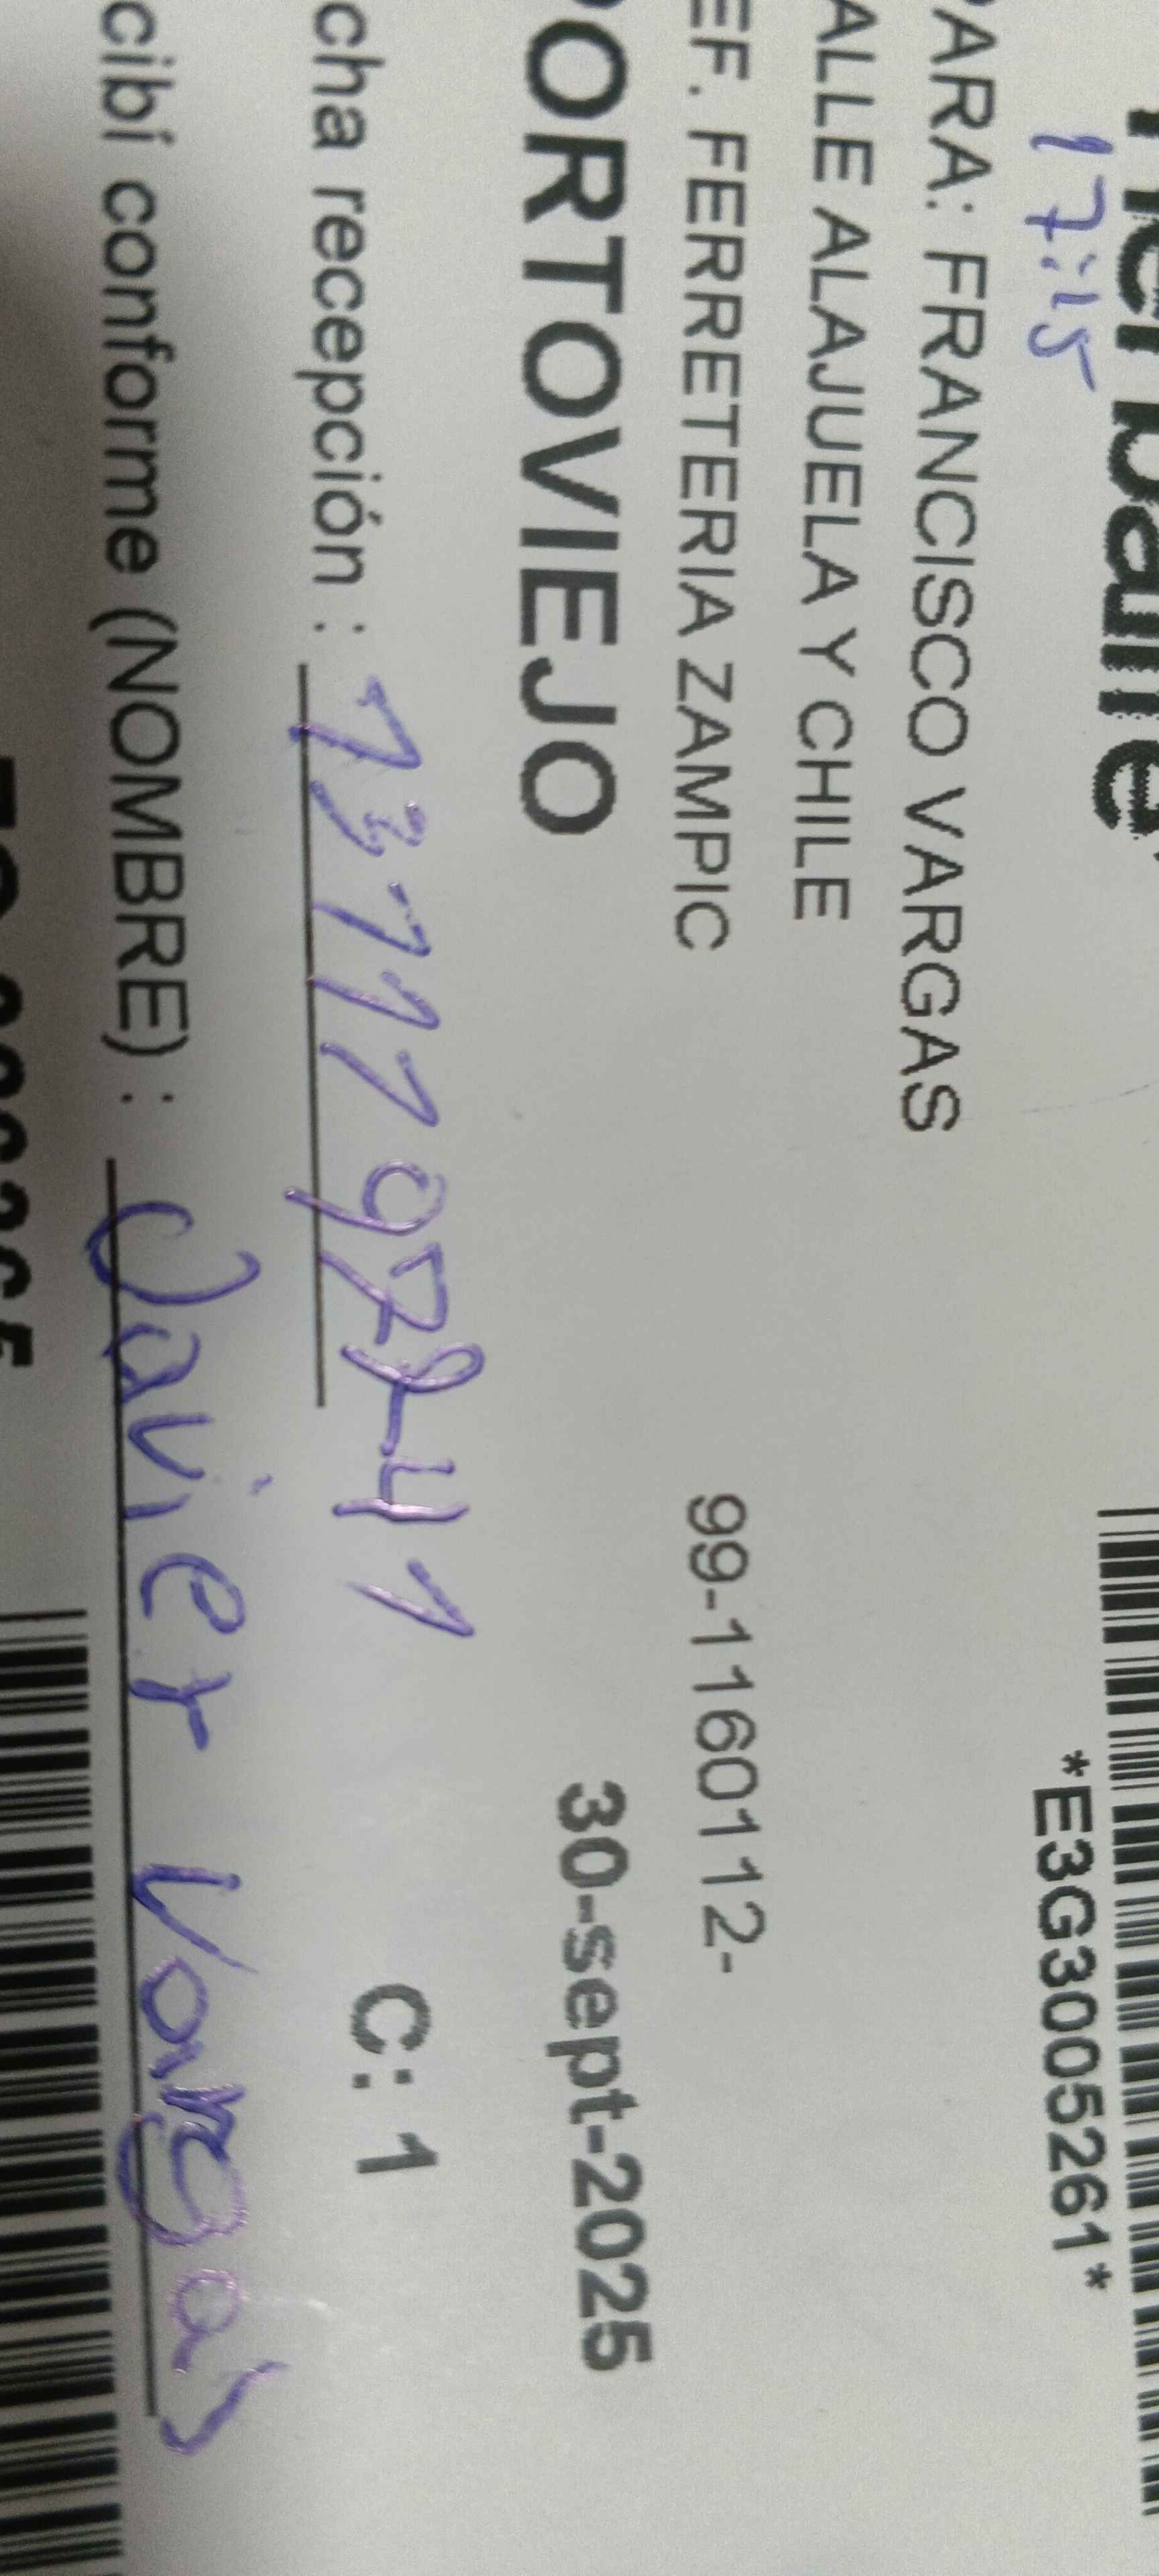 17:15
*E3G3005261*
PARA: FRANCISCO VARGAS
ALLE ALAJUELA Y CHILE
EF. FERRETERIA ZAMPIC 99-1160112-
PORTOVIEJO 30-sept-2025
cha recepción : C: 1
cibí conforme (NOMBRE) : Javier Vargas